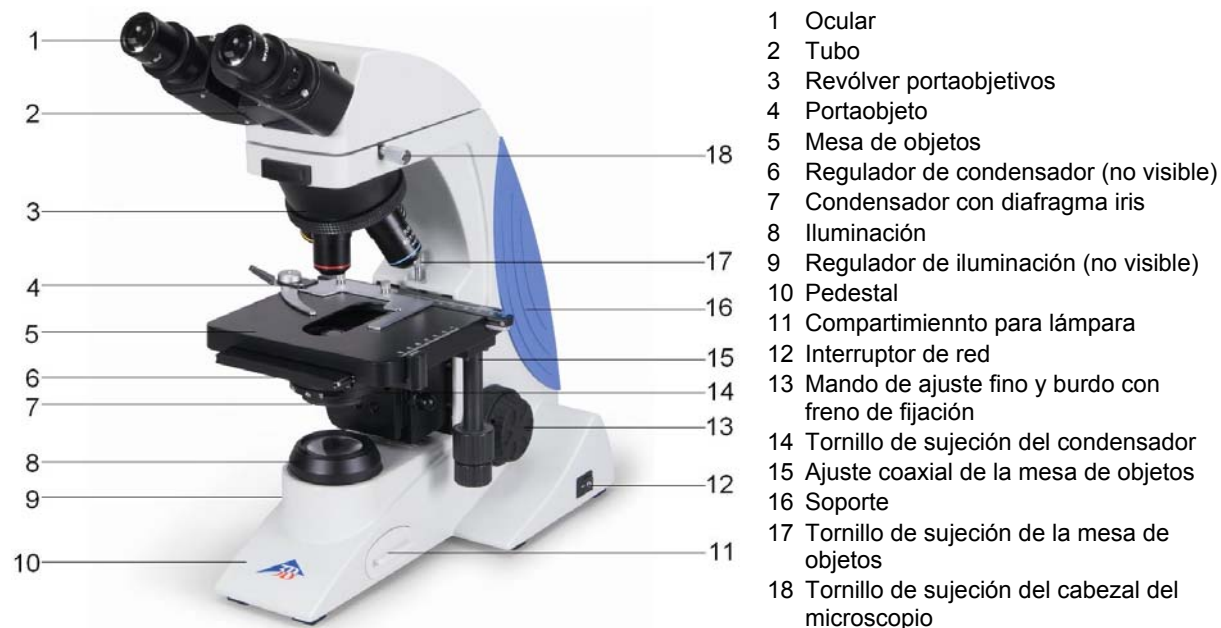 1
2
3
4
5
6
7
8
9
10
18
17
16
15
14
13
12
11
1 Ocular
2 Tubo
3 Revólver portaobjetivos
4 Portaobjeto
5 Mesa de objetos
6 Regulador de condensador (no visible)
7 Condensador con diafragma iris
8 Iluminación
9 Regulador de iluminación (no visible)
10 Pedestal
11 Compartimiennto para lámpara
12 Interruptor de red
13 Mando de ajuste fino y burdo con
freno de fijación
14 Tornillo de sujeción del condensador
15 Ajuste coaxial de la mesa de objetos
16 Soporte
17 Tornillo de sujeción de la mesa de
objetos
18 Tornillo de sujeción del cabezal del
microscopio